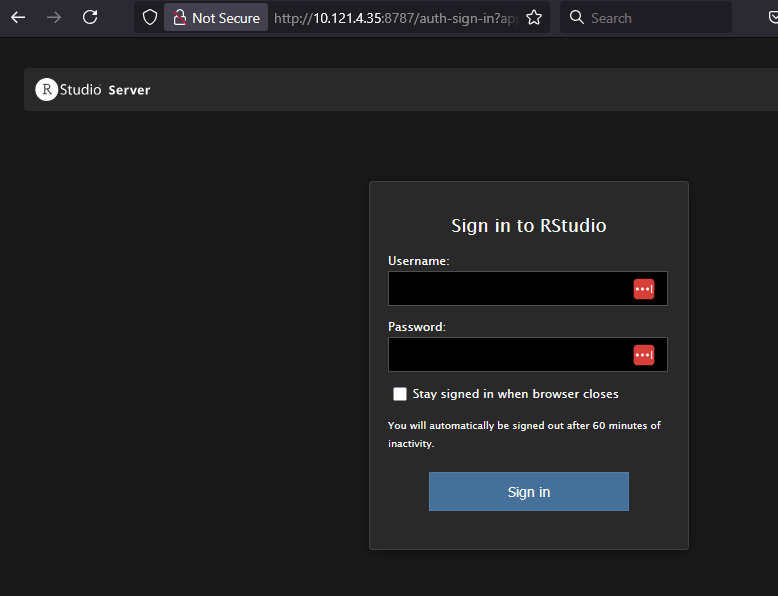 Not Secure http://10.121.4.35:8787/auth-sign-in?app Search
R Studio Server
Sign in to RStudio
Username:
Password:
Stay signed in when browser closes
You will automatically be signed out after 60 minutes of
inactivity.
Sign in